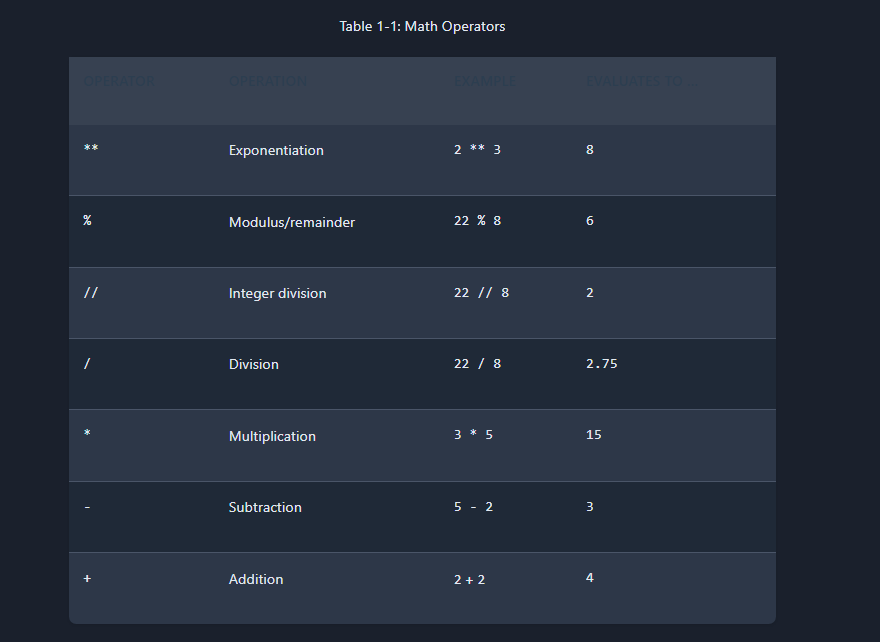 Table 1-1: Math Operators
OPERATOR OPERATION EXAMPLE EVALUATES TO...
** Exponentiation 2 ** 3 8
% Modulus/remainder 22 % 8 6
// Integer division 22 // 8 2
/ Division 22 / 8 2.75
* Multiplication 3 * 5 15
- Subtraction 5 - 2 3
+ Addition 2 + 2 4